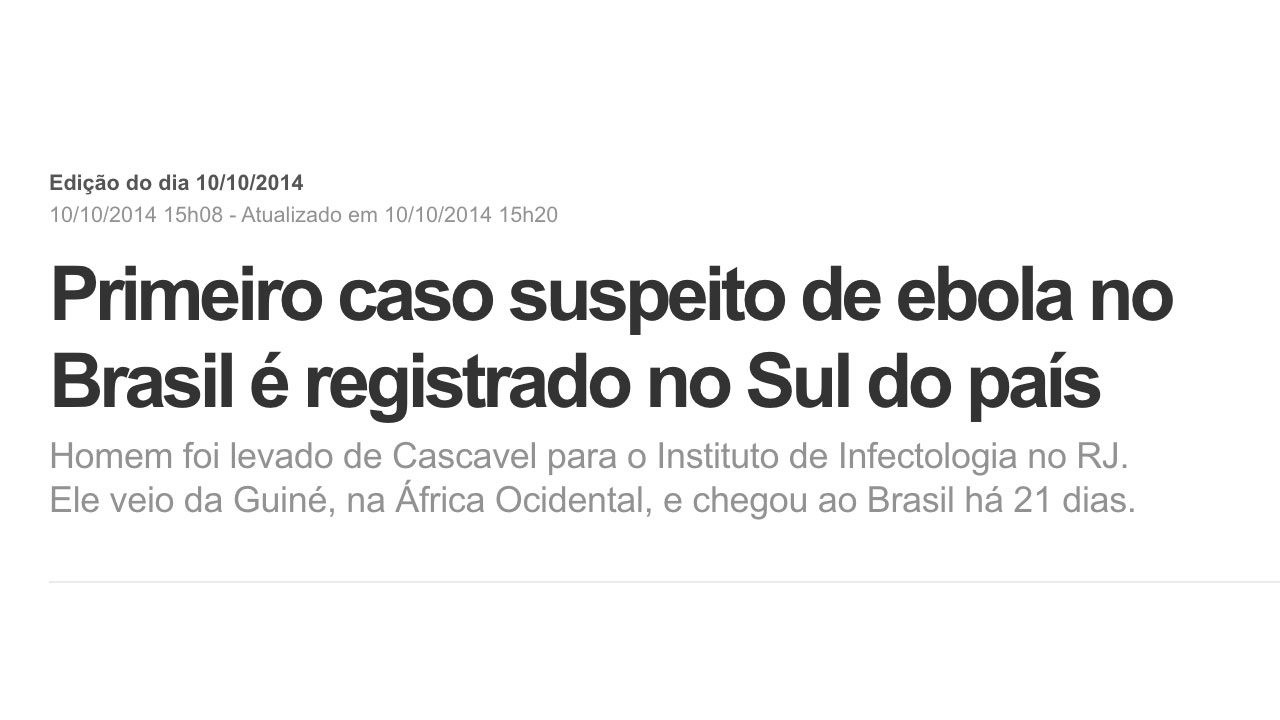 Edição do dia 10/10/2014
10/10/2014 15h08 - Atualizado em 10/10/2014 15h20
Primeiro caso suspeito de ebola no
Brasil é registrado no Sul do país
Homem foi levado de Cascavel para o Instituto de Infectologia no RJ.
Ele veio da Guiné, na África Ocidental, e chegou ao Brasil há 21 dias.